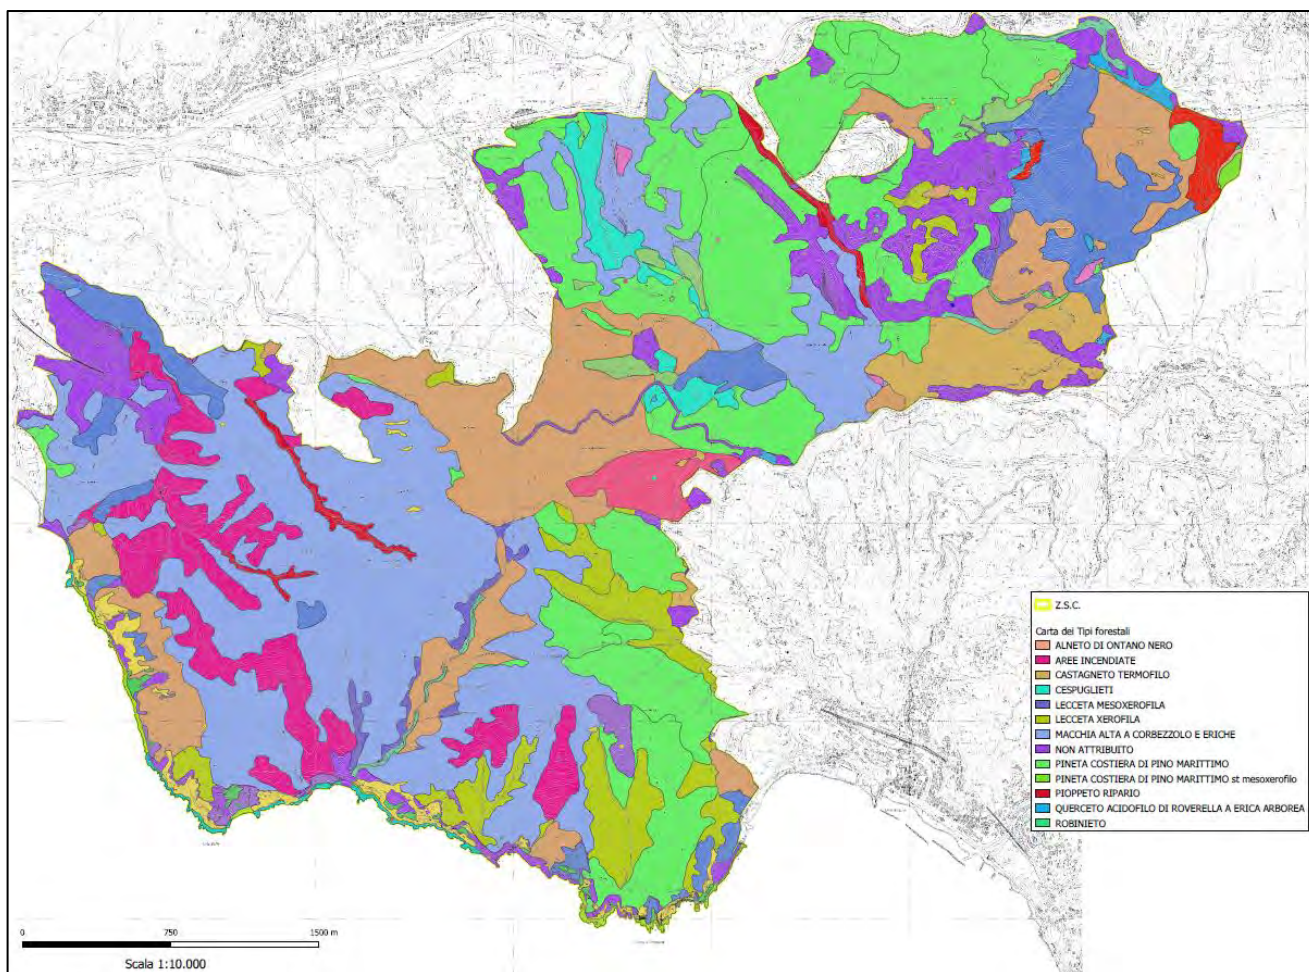 Z.S.C.
Carta dei Tipi forestali
ALNETO DI ONTANO NERO
AREE INCENDIATE
CASTAGNETO TERMOFILO
CESPUGLIETI
LECCETA MESOXEROFILA
LECCETA XEROFILA
MACCHIA ALTA A CORBEZZOLO E ERICHE
NON ATTRIBUITO
PINETA COSTIERA DI PINO MARITTIMO
PINETA COSTIERA DI PINO MARITTIMO st mesoxerofilo
PIOPPETO RIPARIO
QUERCETO ACIDOFILO DI ROVERELLA A ERICA ARBOREA
ROBINIETO
0 750 1500 m
Scala 1:10.000